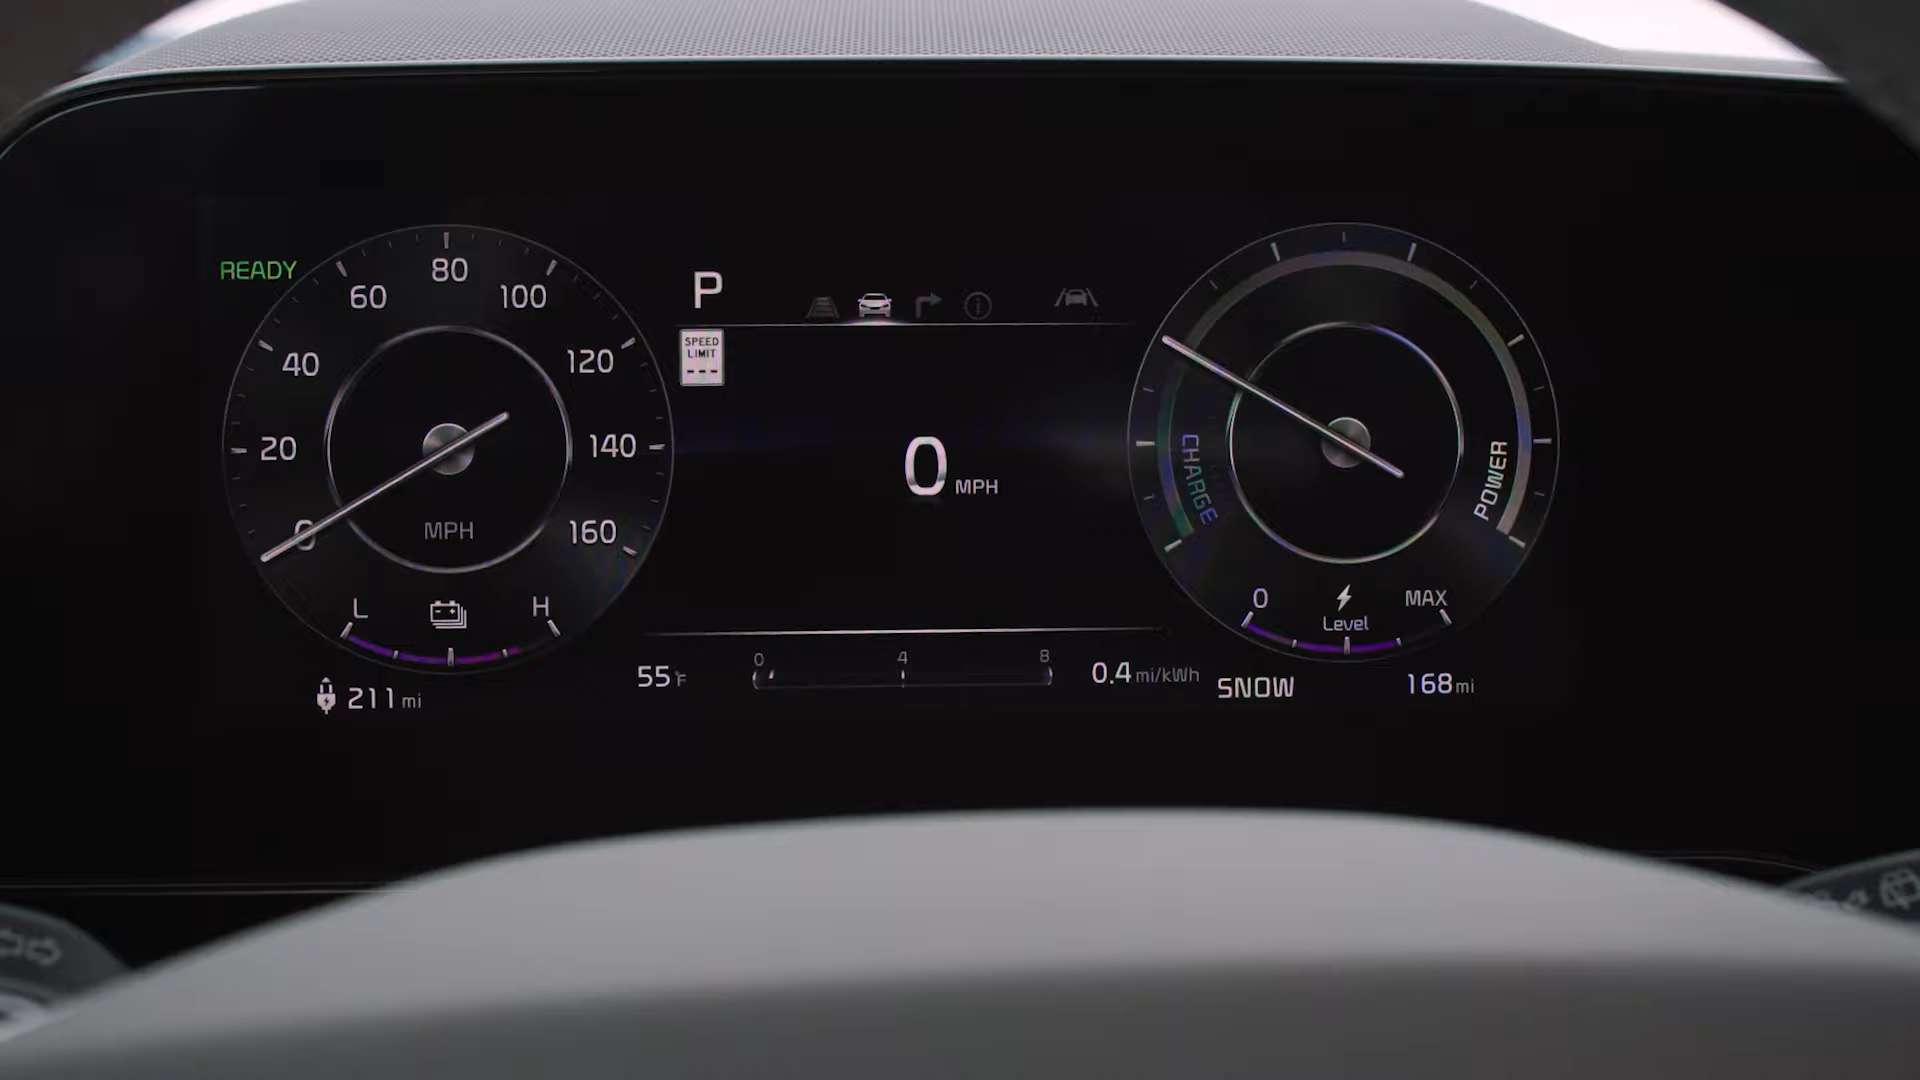 READY
0
20
40
60
80
100
120
140
160
MPH
L
H
211 mi
P
SPEED
LIMIT
---
0 MPH
55°F
0 4 8
0.4 mi/kWh
CHARGE
POWER
0
Level
MAX
SNOW
168 mi